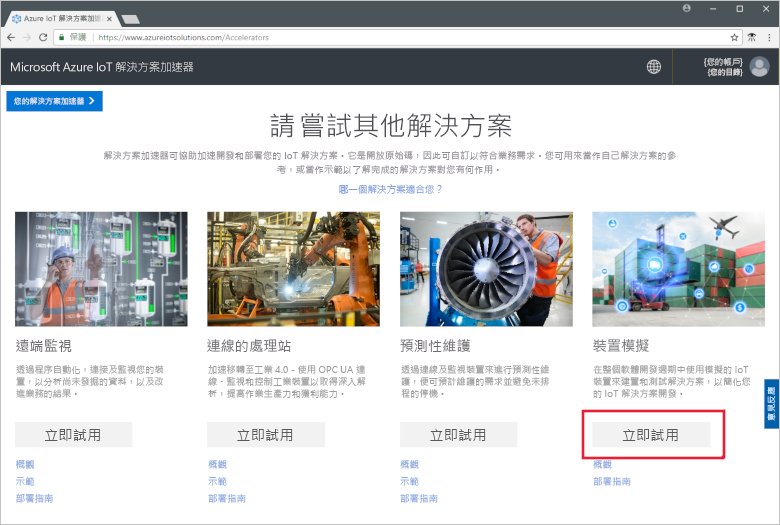 Azure IoT 解決方案加速
保護 https://www.azureiotsolutions.com/Accelerators
Microsoft Azure IoT 解決方案加速器
{您的帳戶}
{您的目錄}
您的解決方案加速器
請嘗試其他解決方案
解決方案加速器可協助加速開發和部署您的 IoT 解決方案。它是開放原始碼，因此可自訂以符合業務需求。您可用來當作自己解決方案的參
考，或當作示範以了解完成的解決方案對您有何作用。
哪一個解決方案適合您？
遠端監視
透過程序自動化，連接及監視您的裝
置，以分析尚未發掘的資料，以及改
進業務的結果。
立即試用
概觀
示範
部署指南
連線的處理站
加速移轉至工業 4.0 - 使用 OPC UA 連
線、監視和控制工業裝置以取得深入解
析，提高作業生產力和獲利能力。
立即試用
概觀
示範
部署指南
預測性維護
透過連線及監視裝置來進行預測性維
護，便可預計維護的需求並避免未排
程的停機。
立即試用
概觀
示範
部署指南
裝置模擬
在整個軟體開發週期中使用模擬的 IoT
裝置來建置和測試解決方案，以簡化您
的 IoT 解決方案開發。
立即試用
概觀
部署指南
意見反應